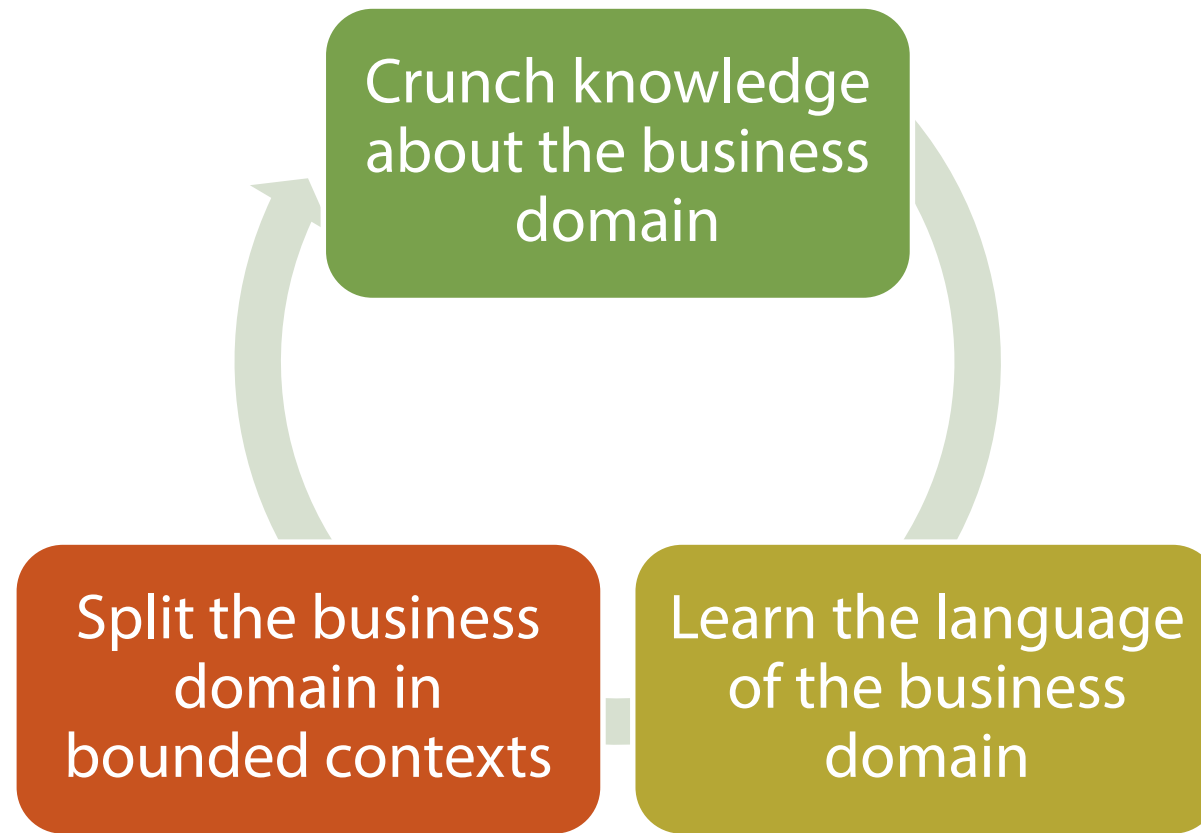 Crunch knowledge
about the business
domain
Split the business
domain in
bounded contexts
Learn the language
of the business
domain